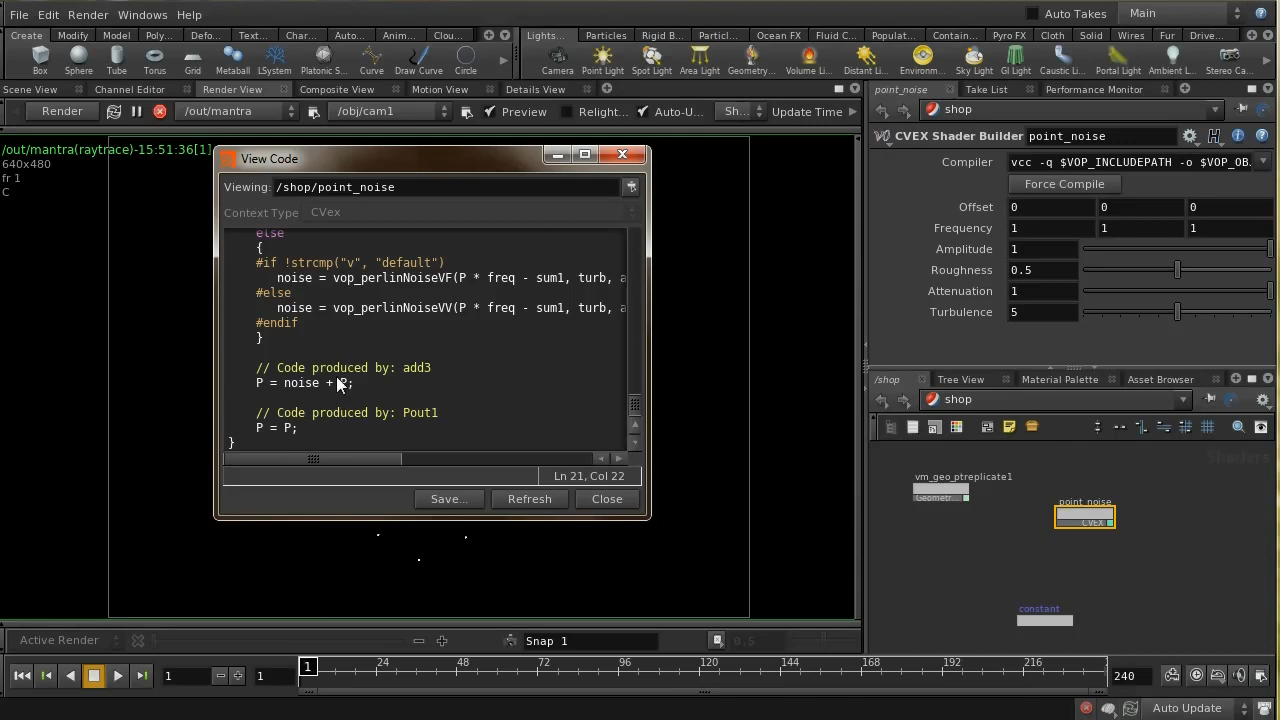 File Edit Render Windows Help Auto Takes Main
Create Modify Model Poly... Defo... Text... Char... Auto... Anim... Clou... Lights... Particles Rigid B... Particl... Ocean FX Fluid C... Populat... Contain... Pyro FX Cloth Solid Wires Fur Drive...
Box Sphere Tube Torus Grid Metaball LSystem Platonic S... Curve Draw Curve Circle Camera Point Light Spot Light Area Light Geometry... Volume Li... Distant Li... Environm... Sky Light GI Light Caustic Li... Portal Light Ambient L... Stereo Ca...
Scene View Channel Editor Render View Composite View Motion View Details View
Render /out/mantra /obj/cam1 Preview Relight... Auto-U... Sh... Update Time
/out/mantra(raytrace)-15:51:36[1]
640x480
fr 1
C
View Code
Viewing: /shop/point_noise
Context Type CVex
else
{
#if !strcmp("v", "default")
noise = vop_perlinNoiseVF(P * freq - sum1, turb, a
#else
noise = vop_perlinNoiseVV(P * freq - sum1, turb, a
#endif
}
// Code produced by: add3
P = noise + P;
// Code produced by: Pout1
P = P;
}
Ln 21, Col 22
Save... Refresh Close
point_noise Take List Performance Monitor
shop
CVEX Shader Builder point_noise
Compiler vcc -q $VOP_INCLUDEPATH -o $VOP_OB.
Force Compile
Offset 0 0 0
Frequency 1 1 1
Amplitude 1
Roughness 0.5
Attenuation 1
Turbulence 5
/shop Tree View Material Palette Asset Browser
shop
Shaders
vm_geo_ptreplicate1
Geometr...
point_noise
CVEX
constant
Active Render Snap 1 0.5
1 1 1 24 48 72 96 120 144 168 192 216 240
Auto Update